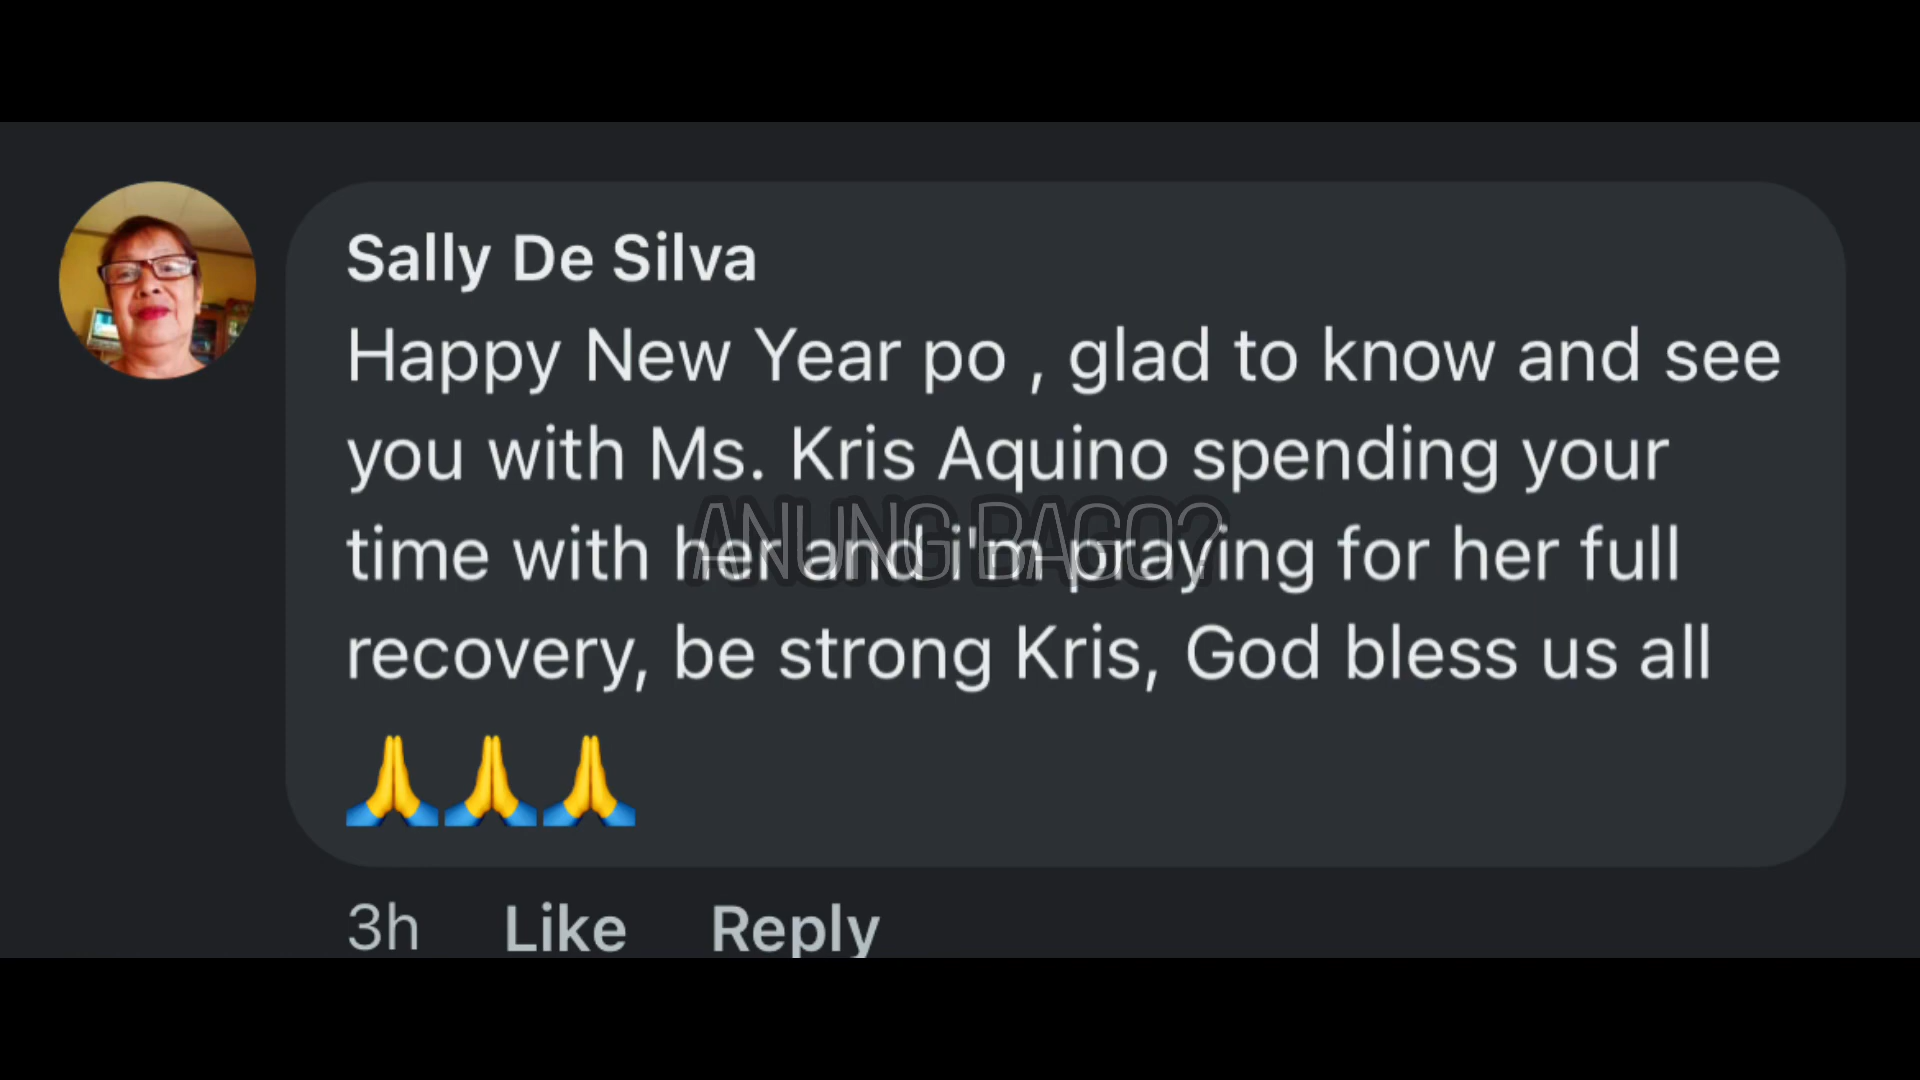 Sally De Silva
Happy New Year po , glad to know and see
you with Ms. Kris Aquino spending your
time with her and i'm praying for her full
recovery, be strong Kris, God bless us all
🙏🙏🙏
ANUNG BAGO?
3h Like Reply